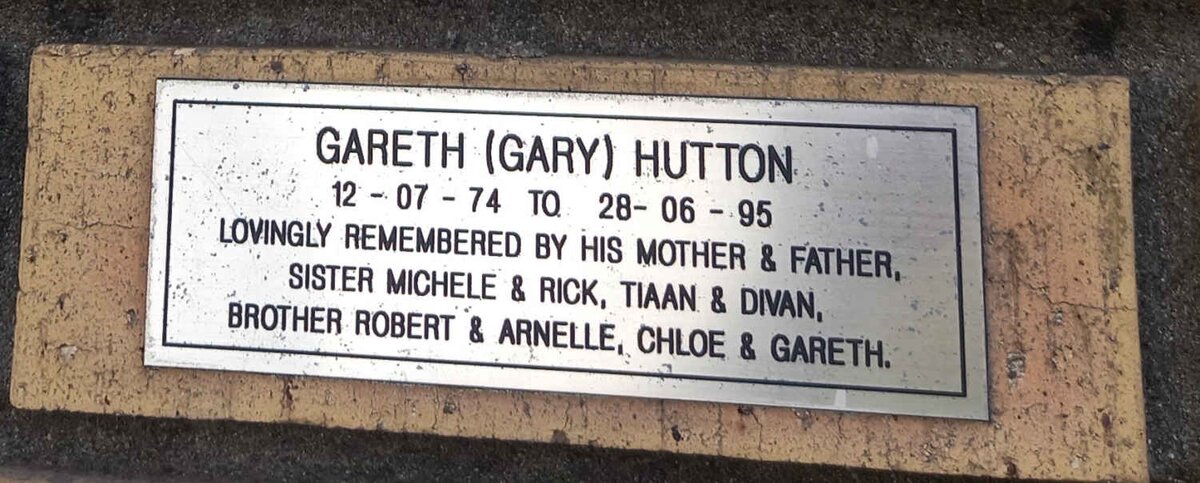 GARETH (GARY) HUTTON
12 - 07 - 74 TO 28- 06 - 95
LOVINGLY REMEMBERED BY HIS MOTHER & FATHER,
SISTER MICHELE & RICK, TIAAN & DIVAN,
BROTHER ROBERT & ARNELLE, CHLOE & GARETH.